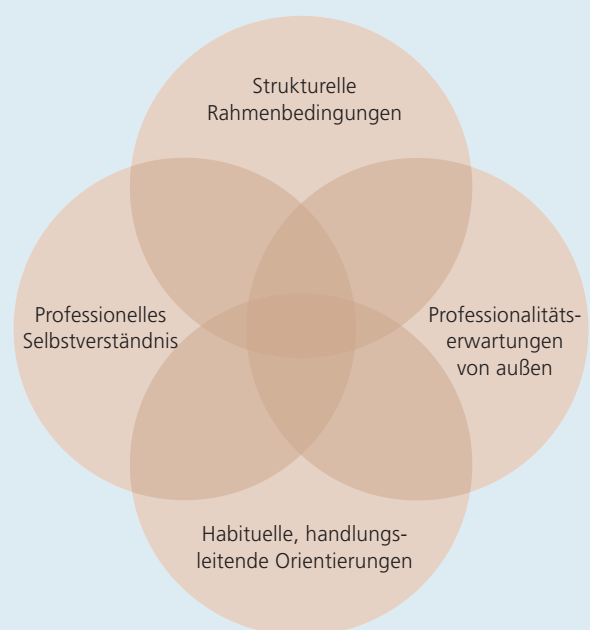 Strukturelle
Rahmenbedingungen
Professionelles
Selbstverständnis
Professionalitäts-
erwartungen
von außen
Habituelle, handlungs-
leitende Orientierungen